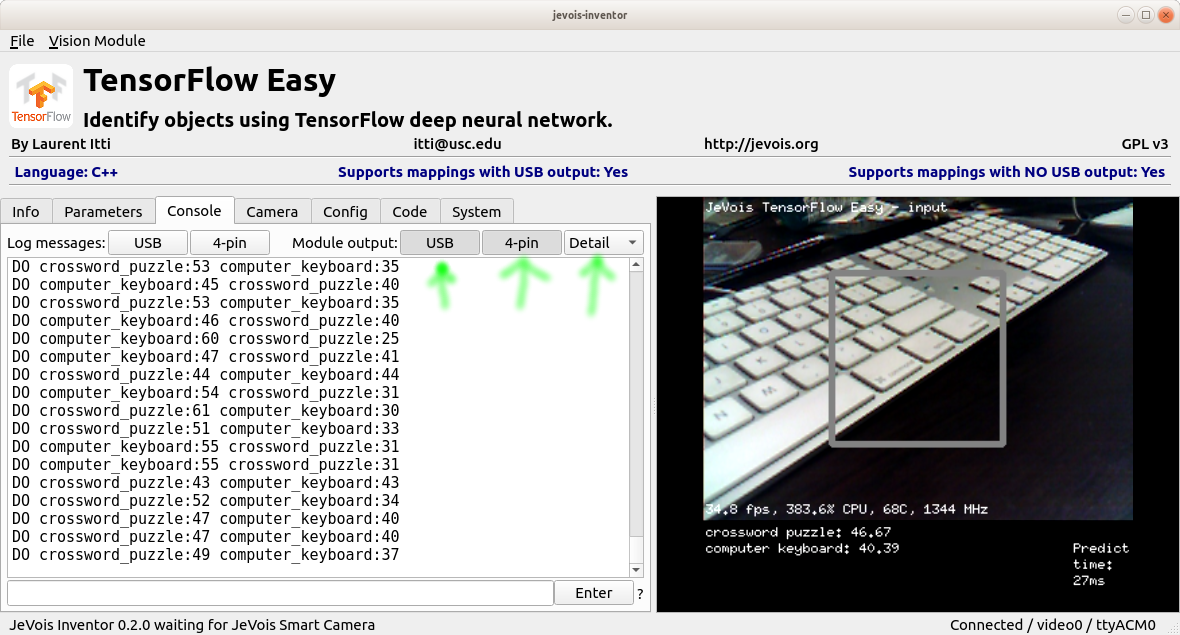 jevois-inventor
File Vision Module
TensorFlow
TensorFlow Easy
Identify objects using TensorFlow deep neural network.
By Laurent Itti itti@usc.edu http://jevois.org GPL v3
Language: C++ Supports mappings with USB output: Yes Supports mappings with NO USB output: Yes
Info Parameters Console Camera Config Code System
Log messages: USB 4-pin Module output: USB 4-pin Detail
DO crossword_puzzle:53 computer_keyboard:35
DO computer_keyboard:45 crossword_puzzle:40
DO crossword_puzzle:53 computer_keyboard:35
DO computer_keyboard:46 crossword_puzzle:40
DO computer_keyboard:60 crossword_puzzle:25
DO computer_keyboard:47 crossword_puzzle:41
DO crossword_puzzle:44 computer_keyboard:44
DO computer_keyboard:54 crossword_puzzle:31
DO crossword_puzzle:61 computer_keyboard:30
DO crossword_puzzle:51 computer_keyboard:33
DO computer_keyboard:55 crossword_puzzle:31
DO computer_keyboard:55 crossword_puzzle:31
DO crossword_puzzle:43 computer_keyboard:43
DO crossword_puzzle:52 computer_keyboard:34
DO crossword_puzzle:47 computer_keyboard:40
DO crossword_puzzle:47 computer_keyboard:40
DO crossword_puzzle:49 computer_keyboard:37
Enter ?
JeVois TensorFlow Easy - input
N M
K L
34.8 fps, 383.6% CPU, 68C, 1344 MHz
crossword puzzle: 46.67
computer keyboard: 40.39
Predict
time:
27ms
JeVois Inventor 0.2.0 waiting for JeVois Smart Camera Connected / video0 / ttyACM0